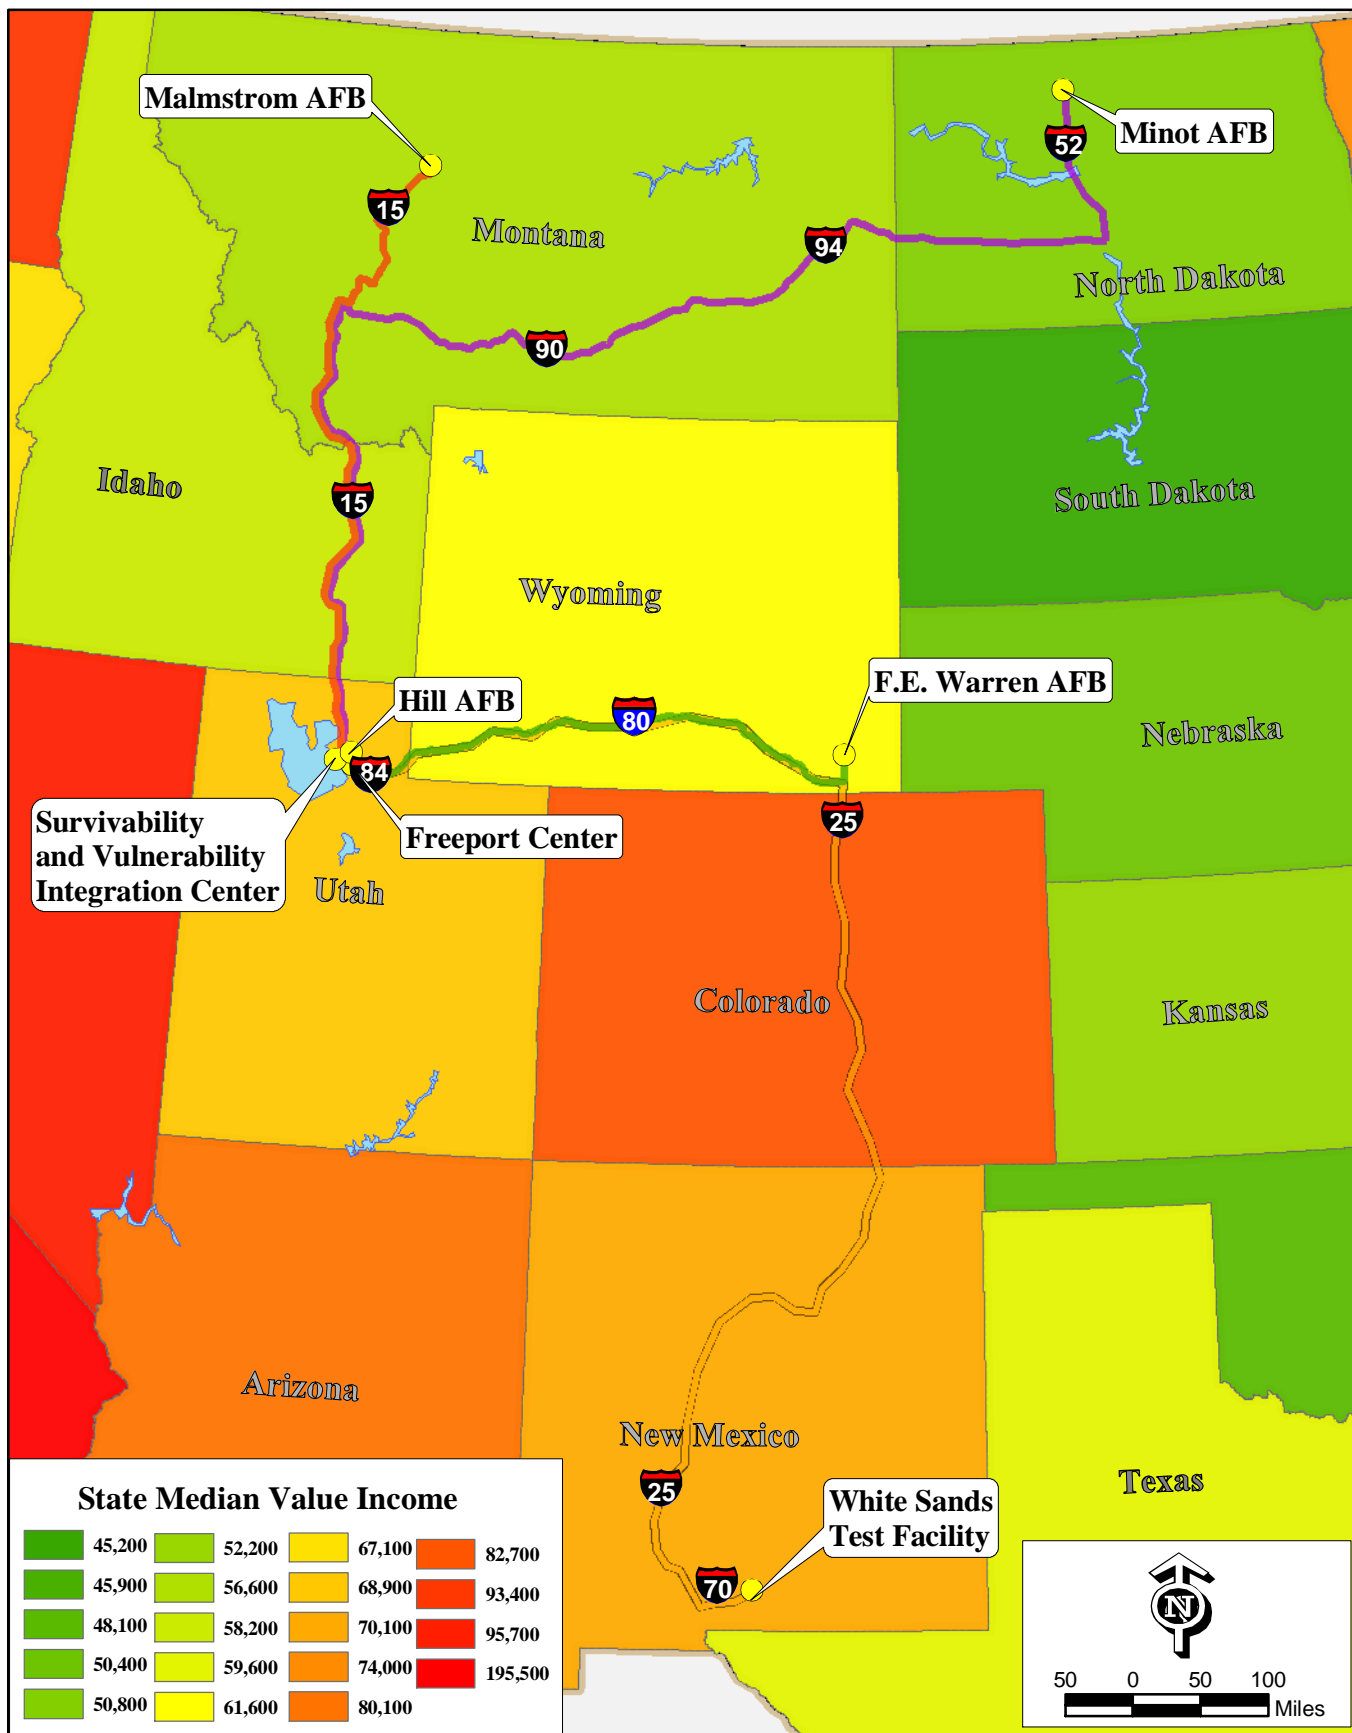 Malmstrom AFB
Minot AFB
52
15
Montana
94
North Dakota
90
Idaho
15
South Dakota
Wyoming
Hill AFB
F.E. Warren AFB
80
Nebraska
84
Survivability
and Vulnerability
Integration Center
Freeport Center
25
Utah
Colorado
Kansas
Arizona
New Mexico
Texas
25
White Sands
Test Facility
70
State Median Value Income
45,200
45,900
48,100
50,400
50,800
52,200
56,600
58,200
59,600
61,600
67,100
68,900
70,100
74,000
80,100
82,700
93,400
95,700
195,500
N
50 0 50 100
Miles